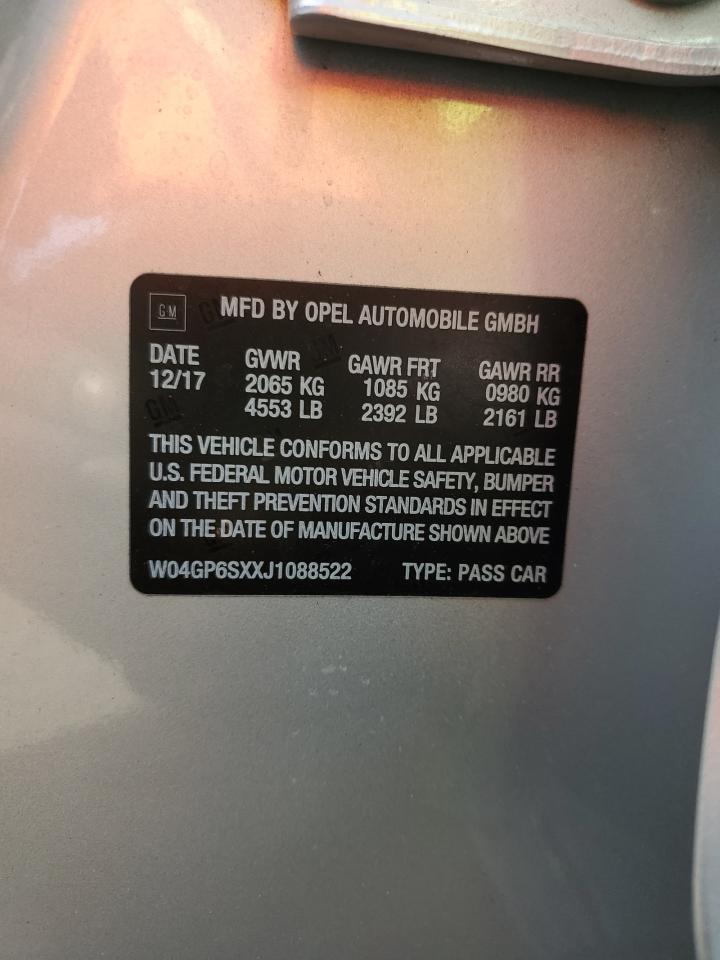 GM MFD BY OPEL AUTOMOBILE GMBH
DATE GVWR GAWR FRT GAWR RR
12/17 2065 KG 1085 KG 0980 KG
4553 LB 2392 LB 2161 LB
THIS VEHICLE CONFORMS TO ALL APPLICABLE
U.S. FEDERAL MOTOR VEHICLE SAFETY, BUMPER
AND THEFT PREVENTION STANDARDS IN EFFECT
ON THE DATE OF MANUFACTURE SHOWN ABOVE
W04GP6SXXJ1088522 TYPE: PASS CAR